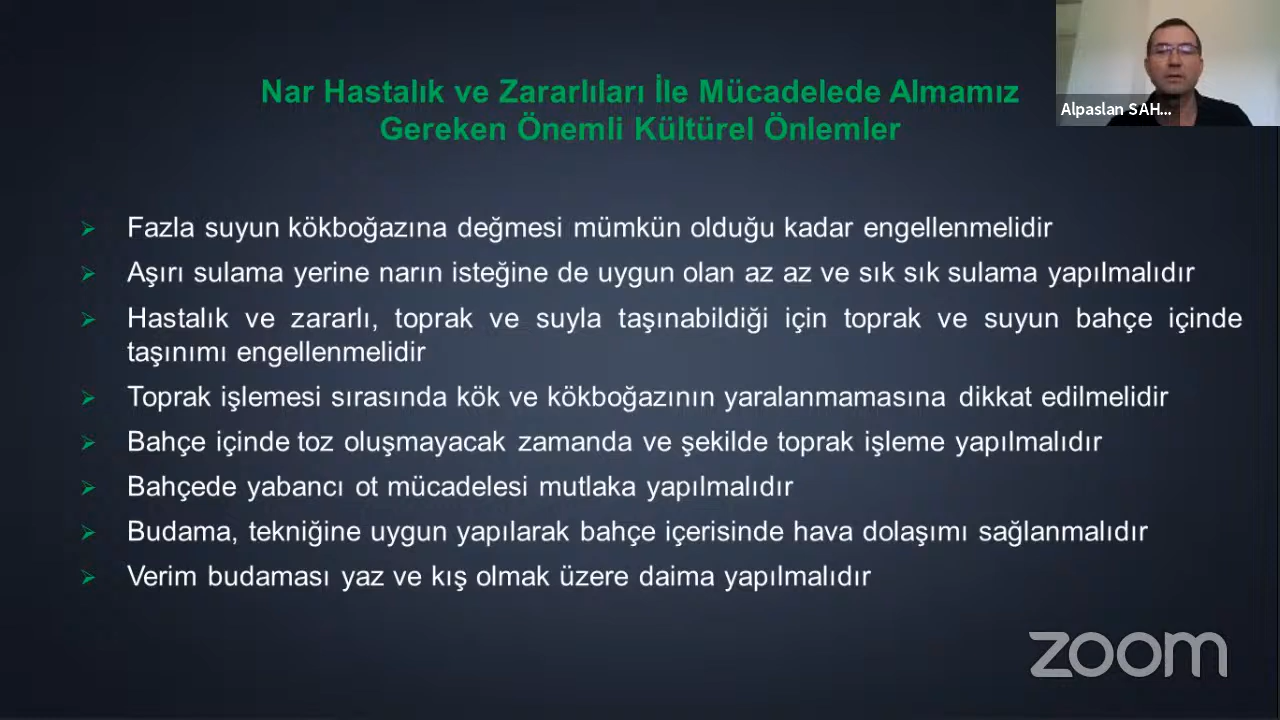 Nar Hastalık ve Zararlıları İle Mücadelede Almamız
Gereken Önemli Kültürel Önlemler
Alpaslan SAH...
Fazla suyun kökboğazına değmesi mümkün olduğu kadar engellenmelidir
Aşırı sulama yerine narın isteğine de uygun olan az az ve sık sık sulama yapılmalıdır
Hastalık ve zararlı, toprak ve suyla taşınabildiği için toprak ve suyun bahçe içinde
taşınımı engellenmelidir
Toprak işlemesi sırasında kök ve kökboğazının yaralanmamasına dikkat edilmelidir
Bahçe içinde toz oluşmayacak zamanda ve şekilde toprak işleme yapılmalıdır
Bahçede yabancı ot mücadelesi mutlaka yapılmalıdır
Budama, tekniğine uygun yapılarak bahçe içerisinde hava dolaşımı sağlanmalıdır
Verim budaması yaz ve kış olmak üzere daima yapılmalıdır
zoom